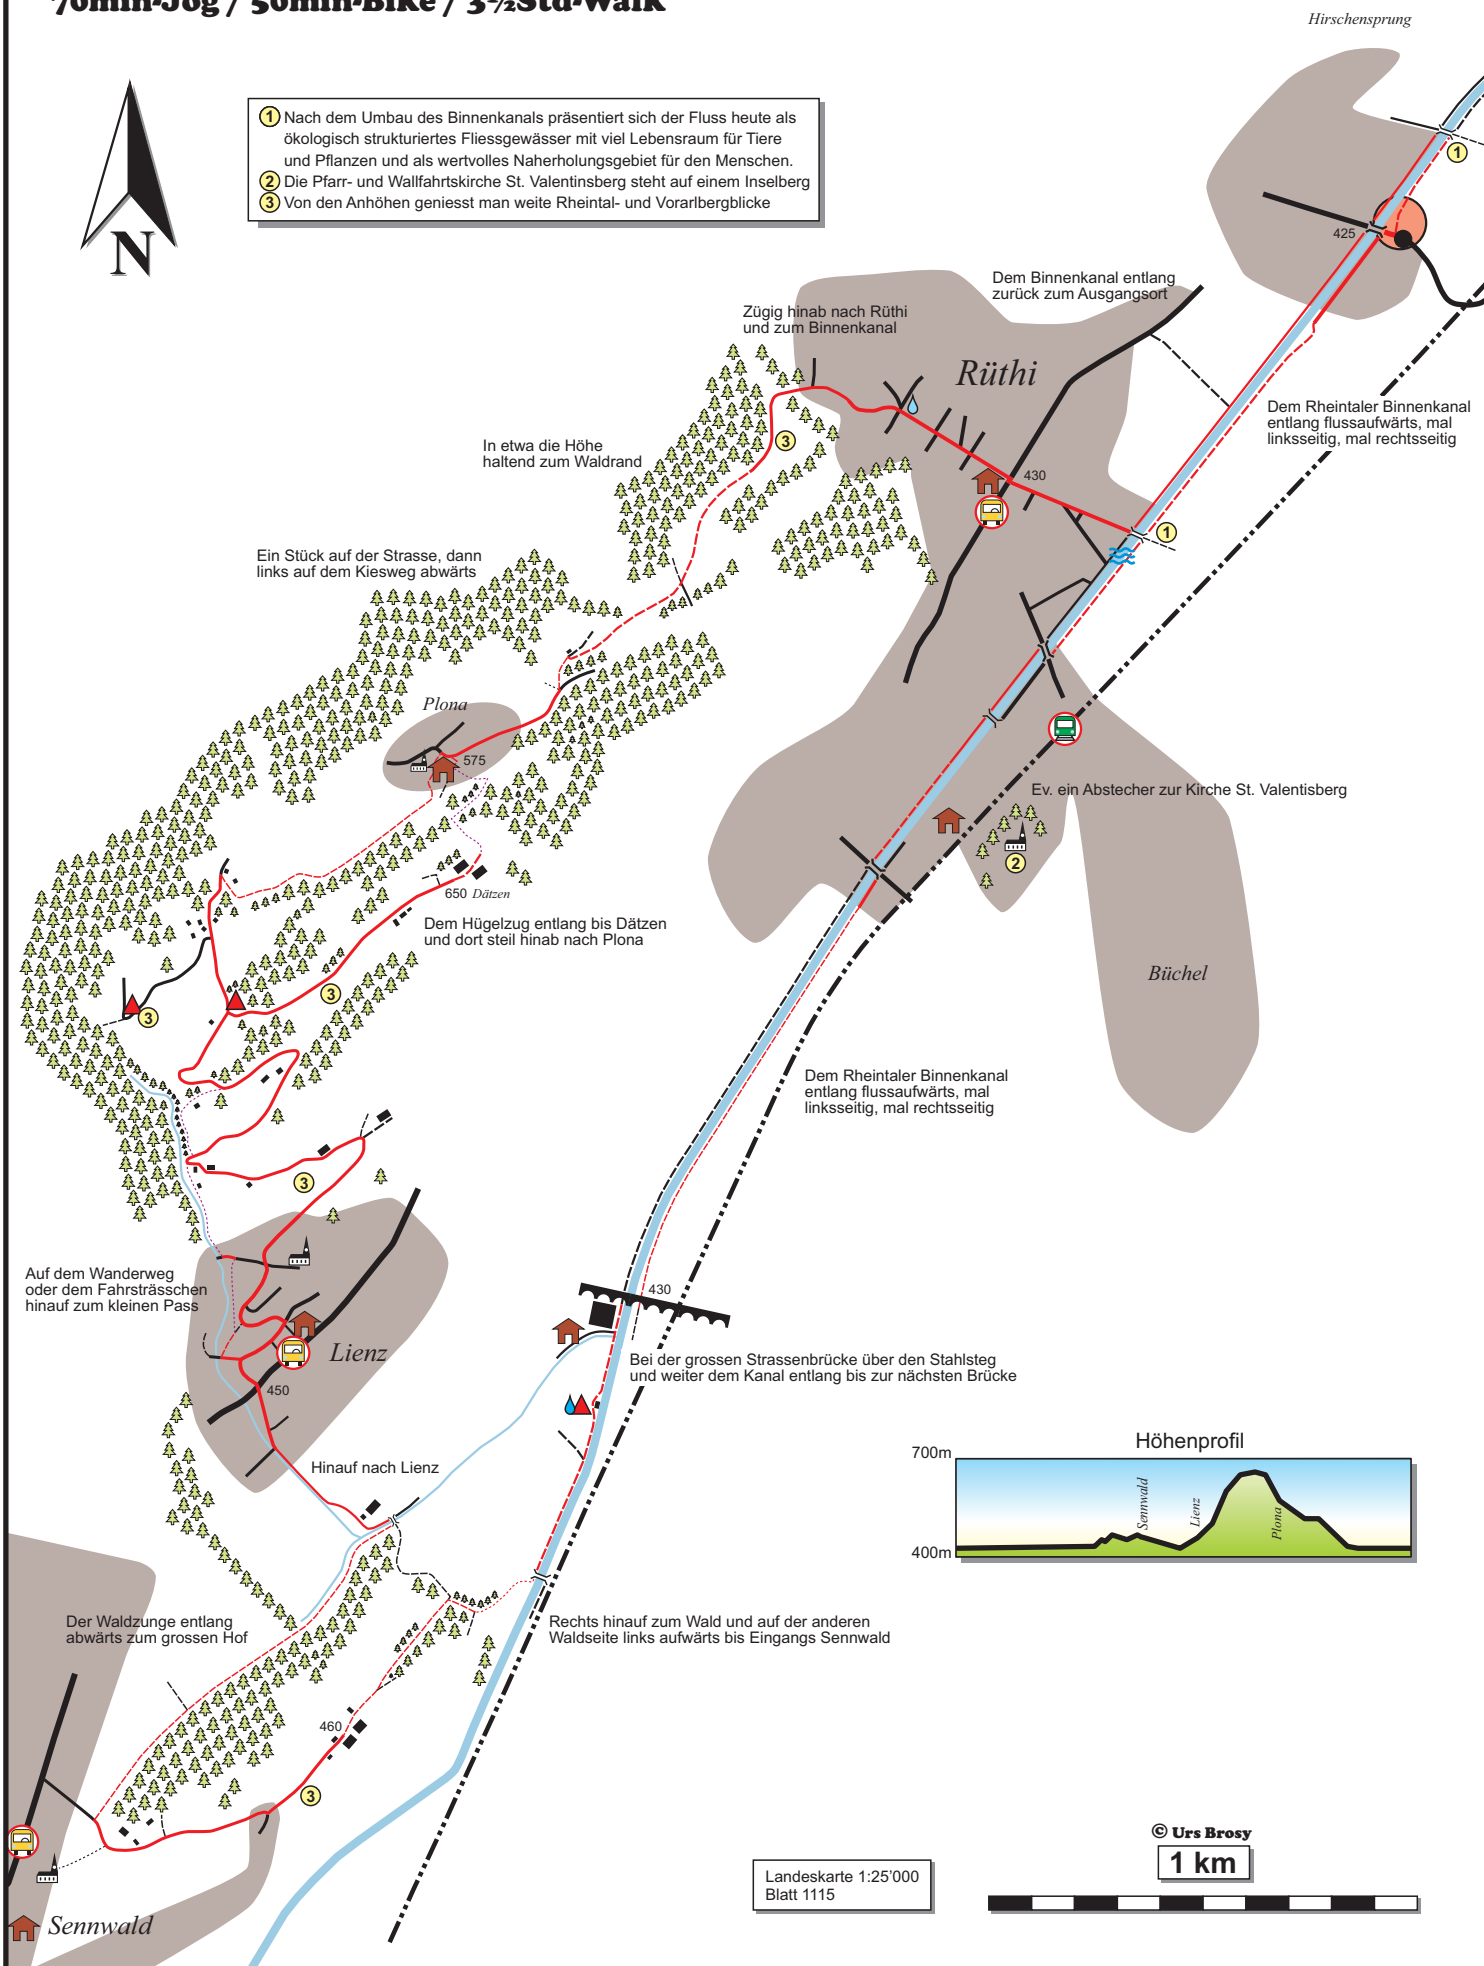 70min-Jog / 50min-Bike / 3½Std-Walk
Hirschensprung
1 Nach dem Umbau des Binnenkanals präsentiert sich der Fluss heute als
ökologisch strukturiertes Fliessgewässer mit viel Lebensraum für Tiere
und Pflanzen und als wertvolles Naherholungsgebiet für den Menschen.
2 Die Pfarr- und Wallfahrtskirche St. Valentinsberg steht auf einem Inselberg
3 Von den Anhöhen geniesst man weite Rheintal- und Vorarlbergblicke
N
1
425
Dem Binnenkanal entlang
zurück zum Ausgangsort
Zügig hinab nach Rüthi
und zum Binnenkanal
Rüthi
Dem Rheintaler Binnenkanal
entlang flussaufwärts, mal
linksseitig, mal rechtsseitig
3
In etwa die Höhe
haltend zum Waldrand
430
1
Ein Stück auf der Strasse, dann
links auf dem Kiesweg abwärts
Plona
575
Ev. ein Abstecher zur Kirche St. Valentisberg
2
650 Dätzen
Dem Hügelzug entlang bis Dätzen
und dort steil hinab nach Plona
Büchel
3
3
Dem Rheintaler Binnenkanal
entlang flussaufwärts, mal
linksseitig, mal rechtsseitig
3
Auf dem Wanderweg
oder dem Fahrsträsschen
hinauf zum kleinen Pass
430
Lienz
450
Bei der grossen Strassenbrücke über den Stahlsteg
und weiter dem Kanal entlang bis zur nächsten Brücke
Hinauf nach Lienz
Höhenprofil
700m
Sennwald
Lienz
Plona
400m
Der Waldzunge entlang
abwärts zum grossen Hof
Rechts hinauf zum Wald und auf der anderen
Waldseite links aufwärts bis Eingangs Sennwald
460
3
© Urs Brosy
1 km
Landeskarte 1:25'000
Blatt 1115
Sennwald